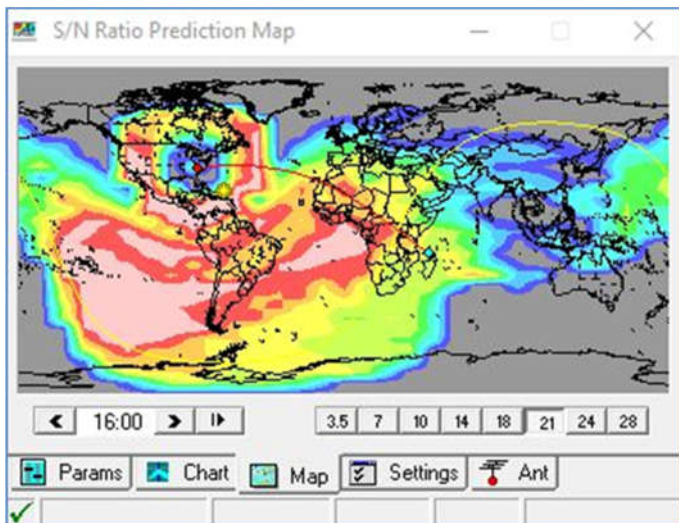 S/N Ratio Prediction Map
16:00 3.5 7 10 14 18 21 24 28
Params Chart Map Settings Ant